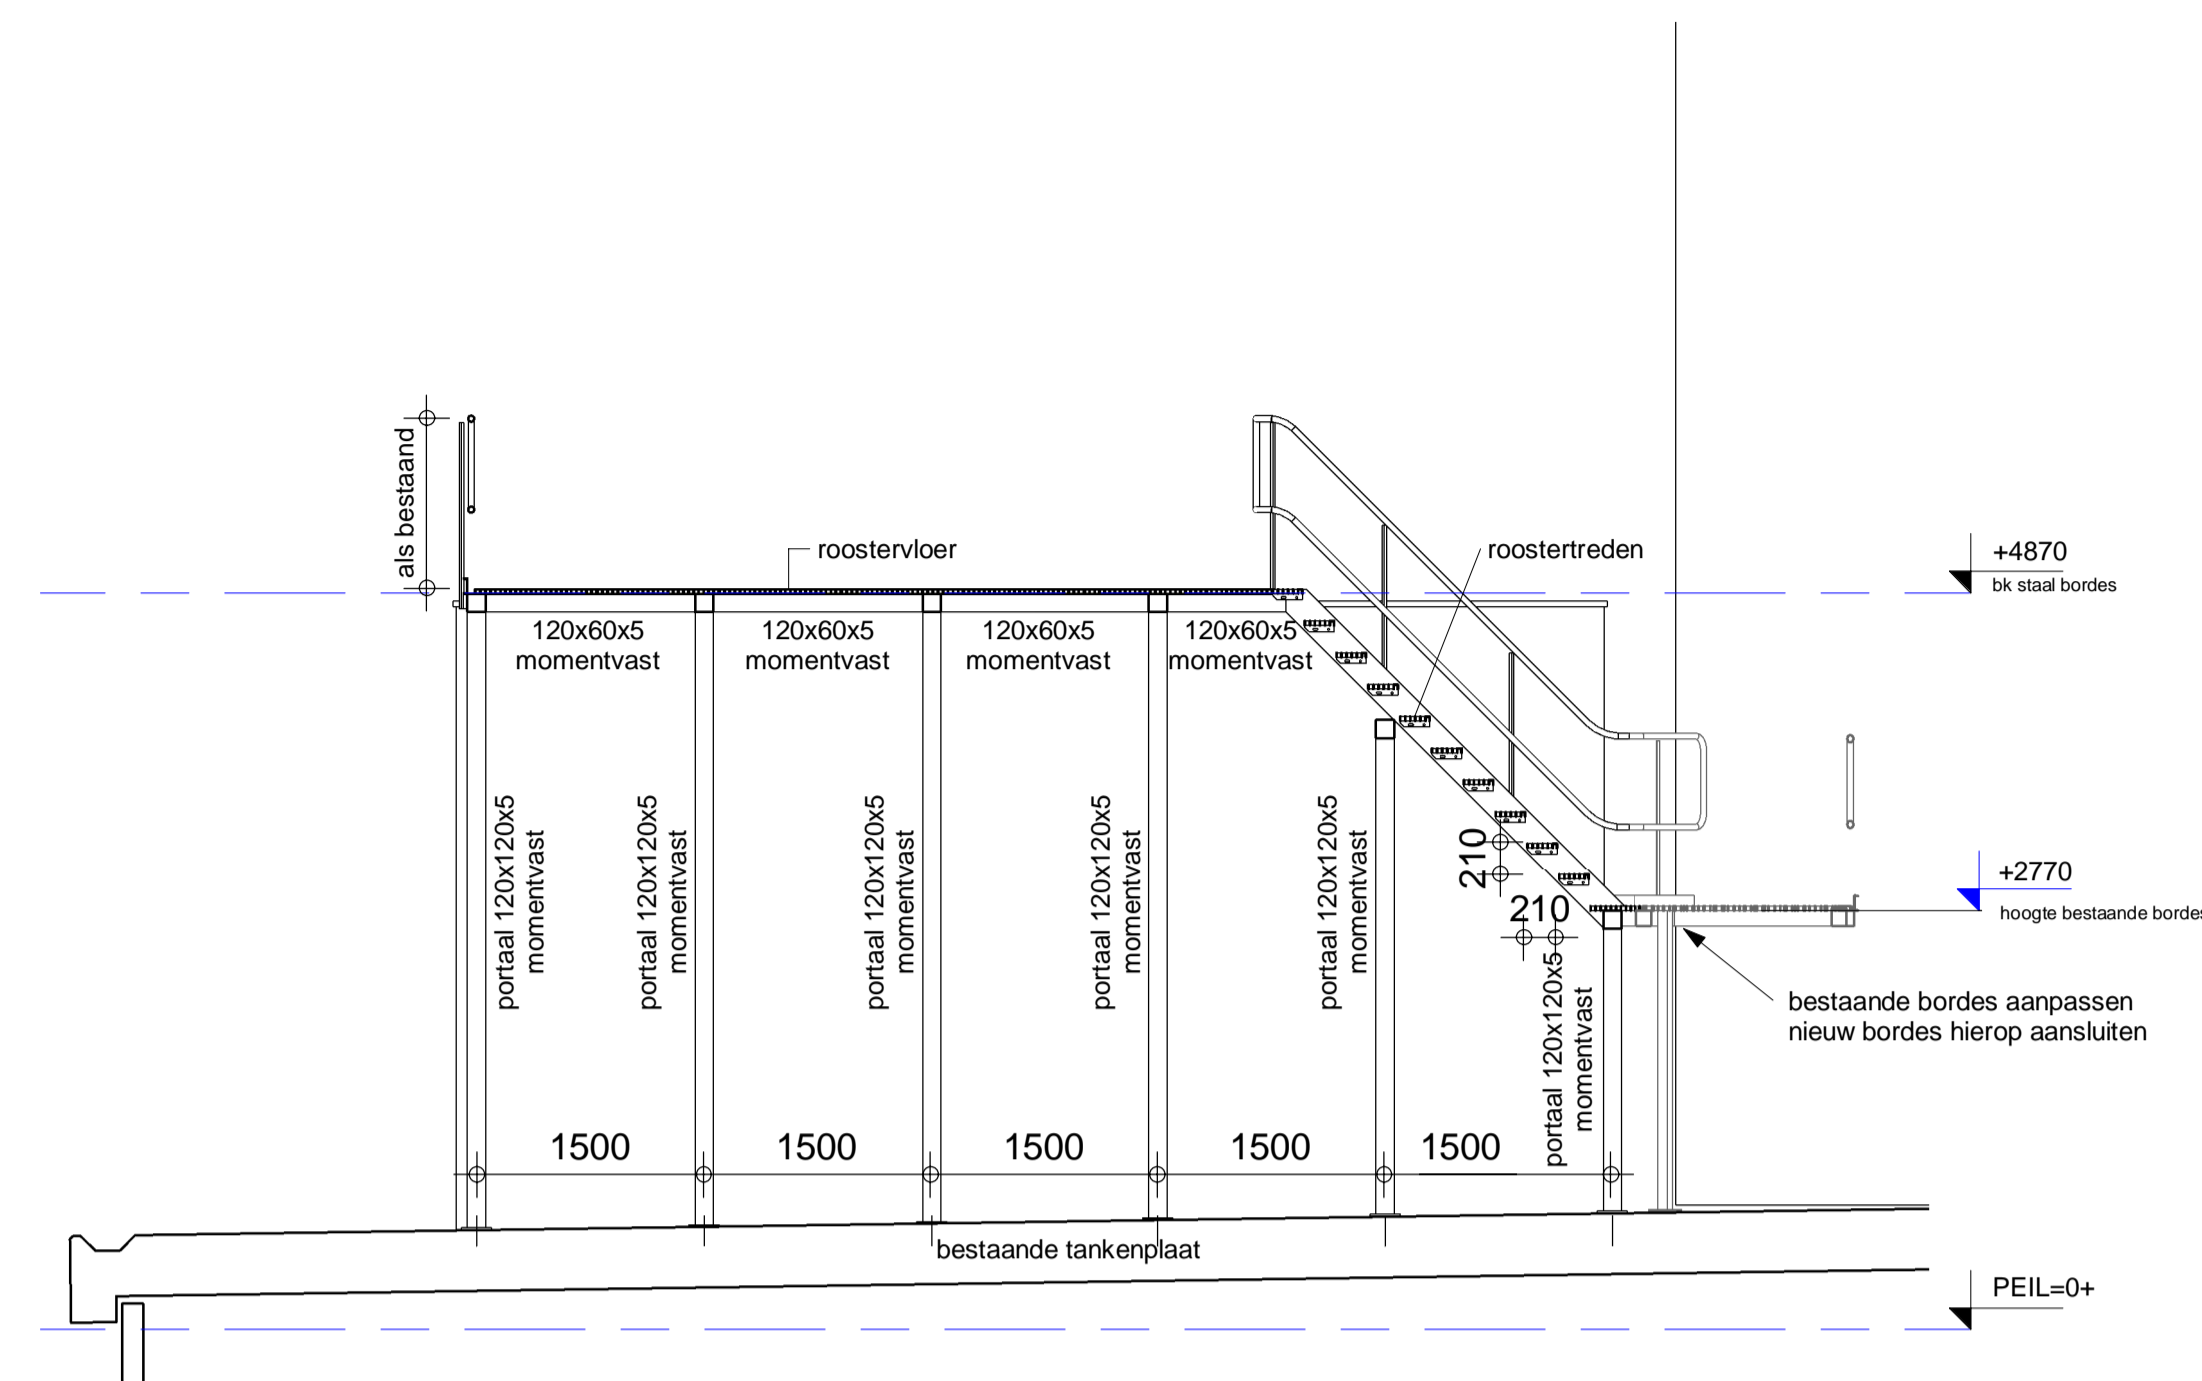 als bestaand
roostervloer
roostertreden
+4870
bk staal bordes
120x60x5
momentvast
120x60x5
momentvast
120x60x5
momentvast
120x60x5
momentvast
portaal 120x120x5
momentvast
portaal 120x120x5
momentvast
portaal 120x120x5
momentvast
portaal 120x120x5
momentvast
portaal 120x120x5
momentvast
210
210
portaal 120x120x5
momentvast
+2770
hoogte bestaande bordes
bestaande bordes aanpassen
nieuw bordes hierop aansluiten
1500
1500
1500
1500
1500
bestaande tankenplaat
PEIL=0+